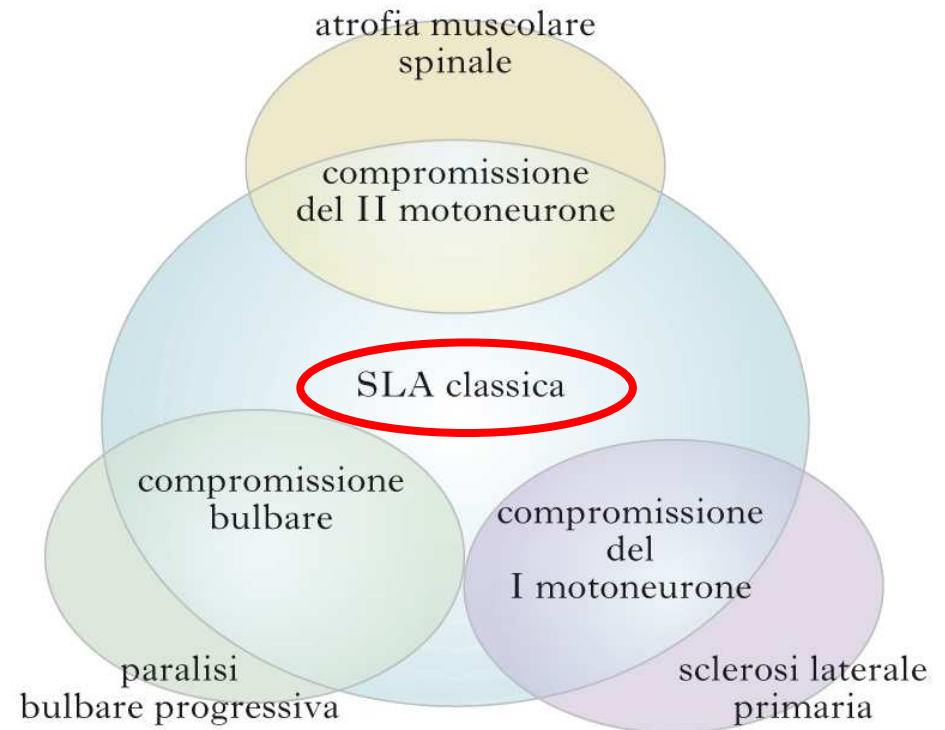 atrofia muscolare
spinale
compromissione
del II motoneurone
SLA classica
compromissione
bulbare
compromissione
del
I motoneurone
paralisi
bulbare progressiva
sclerosi laterale
primaria